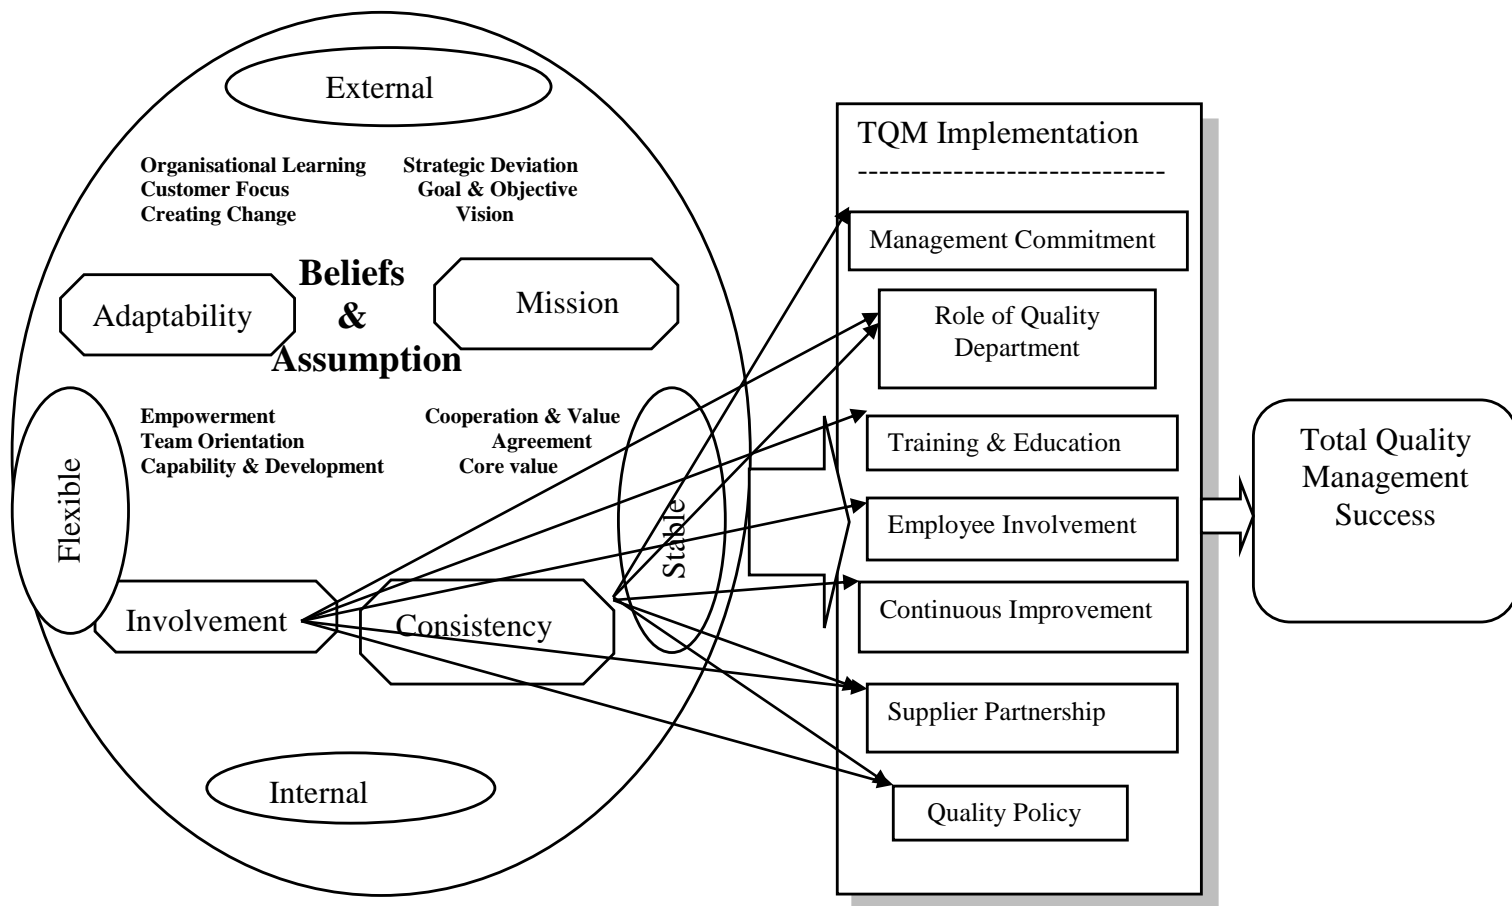 External
Organisational Learning
Customer Focus
Creating Change
Strategic Deviation
Goal & Objective
Vision
Beliefs
&
Assumption
Adaptability
Mission
Empowerment
Team Orientation
Capability & Development
Cooperation & Value
Agreement
Core value
Flexible
Stable
Involvement
Consistency
Internal
TQM Implementation
-----------------------------
Management Commitment
Role of Quality
Department
Training & Education
Employee Involvement
Continuous Improvement
Supplier Partnership
Quality Policy
Total Quality
Management
Success